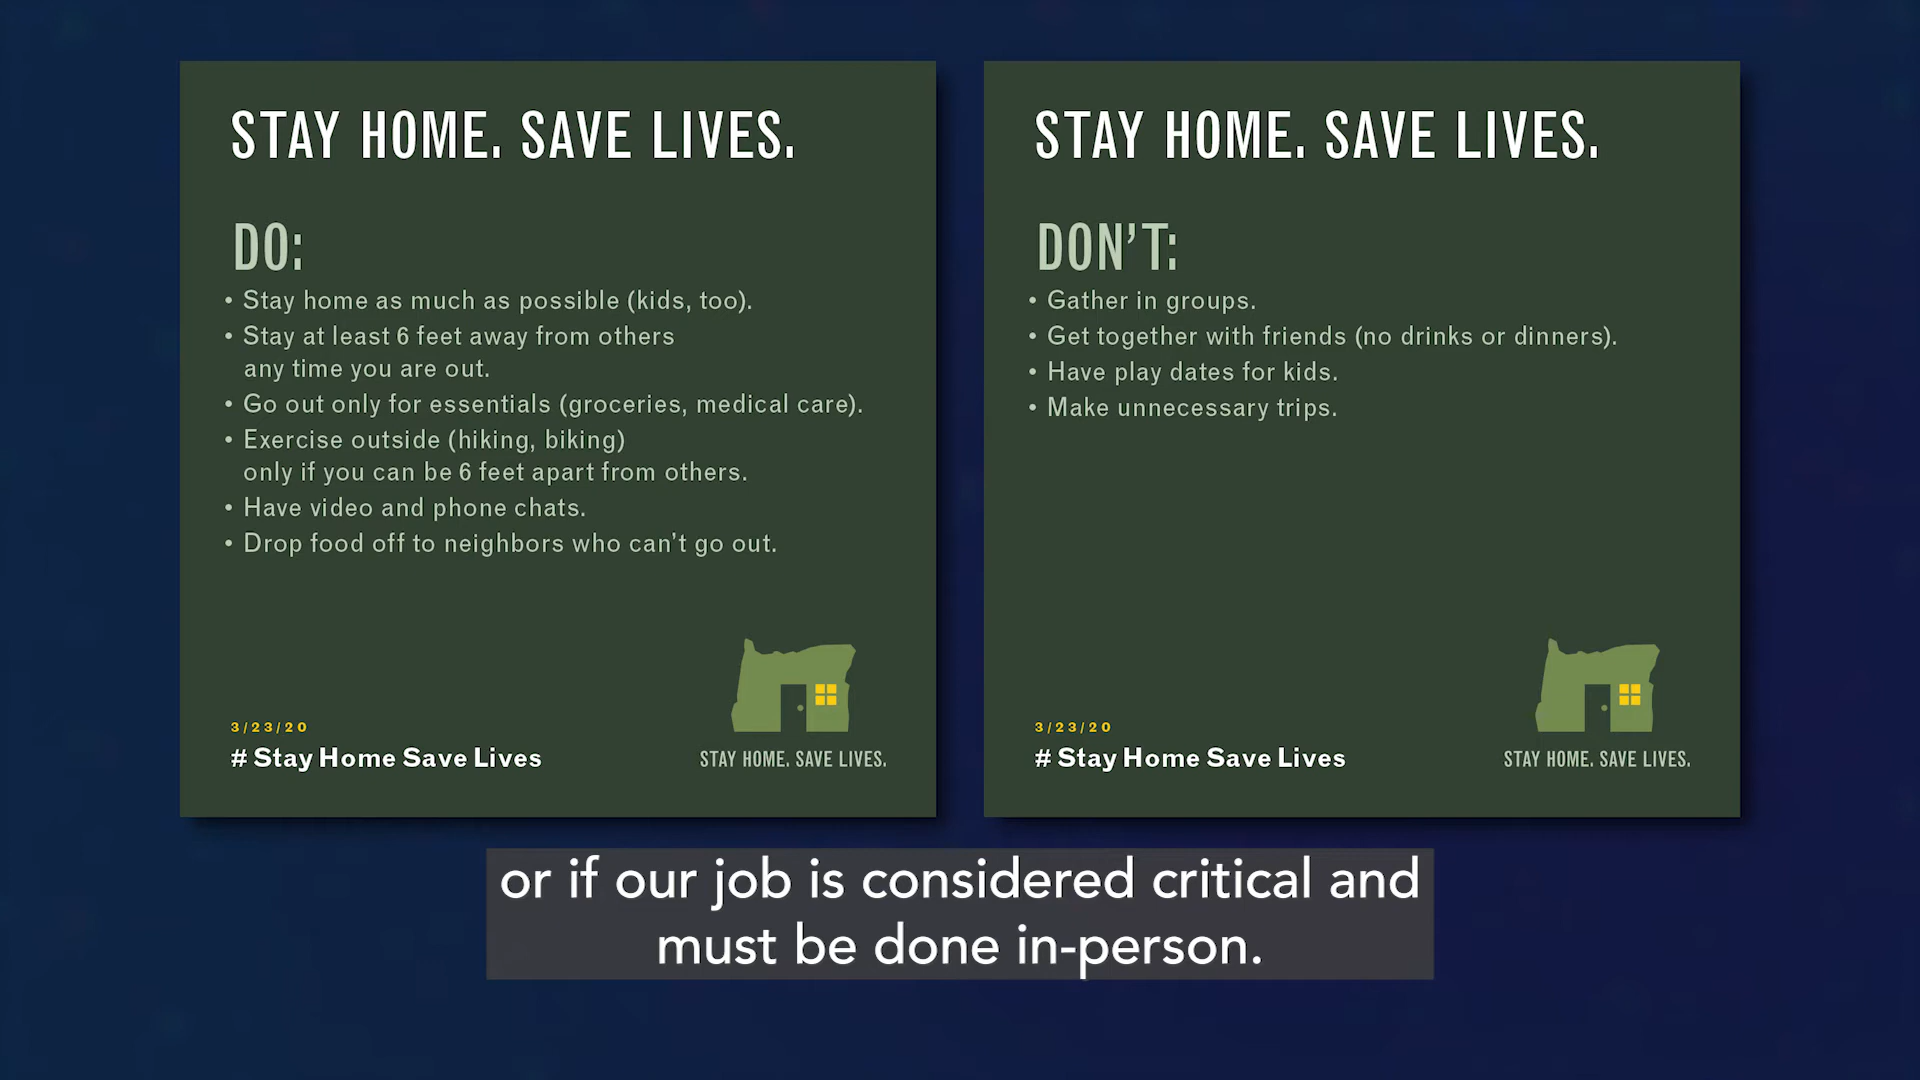 STAY HOME. SAVE LIVES.
DO:
• Stay home as much as possible (kids, too).
• Stay at least 6 feet away from others
any time you are out.
• Go out only for essentials (groceries, medical care).
• Exercise outside (hiking, biking)
only if you can be 6 feet apart from others.
• Have video and phone chats.
• Drop food off to neighbors who can't go out.
3/23/20
# Stay Home Save Lives
STAY HOME. SAVE LIVES.
STAY HOME. SAVE LIVES.
DON'T:
• Gather in groups.
• Get together with friends (no drinks or dinners).
• Have play dates for kids.
• Make unnecessary trips.
3/23/20
# Stay Home Save Lives
STAY HOME. SAVE LIVES.
or if our job is considered critical and
must be done in-person.